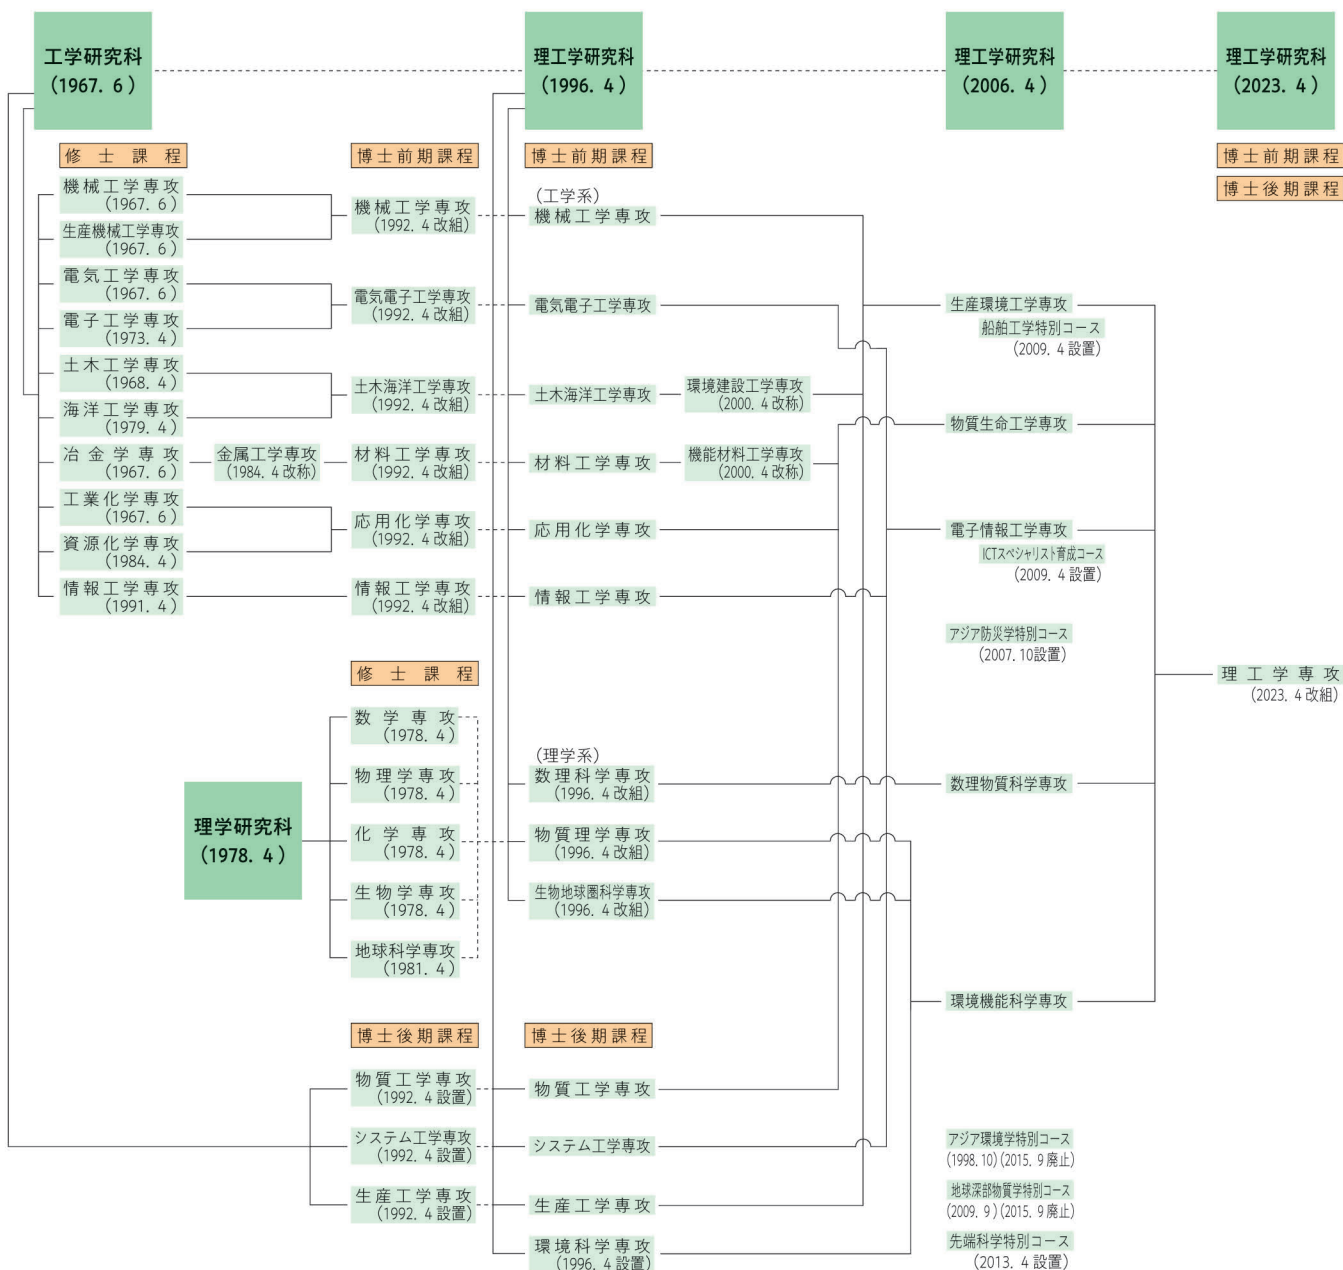 工学研究科
(1967. 6)
理工学研究科
(1996. 4)
理工学研究科
(2006. 4)
理工学研究科
(2023. 4)
修士課程
機械工学専攻
(1967. 6)
生産機械工学専攻
(1967. 6)
電気工学専攻
(1967. 6)
電子工学専攻
(1973. 4)
土木工学専攻
(1968. 4)
海洋工学専攻
(1979. 4)
冶金学専攻
(1967. 6)
金属工学専攻
(1984. 4改称)
工業化学専攻
(1967. 6)
資源化学専攻
(1984. 4)
情報工学専攻
(1991. 4)
博士前期課程
機械工学専攻
(1992. 4改組)
電気電子工学専攻
(1992. 4改組)
土木海洋工学専攻
(1992. 4改組)
材料工学専攻
(1992. 4改組)
応用化学専攻
(1992. 4改組)
情報工学専攻
(1992. 4改組)
理学研究科
(1978. 4)
修士課程
数学専攻
(1978. 4)
物理学専攻
(1978. 4)
化学専攻
(1978. 4)
生物学専攻
(1978. 4)
地球科学専攻
(1981. 4)
博士後期課程
物質工学専攻
(1992. 4設置)
システム工学専攻
(1992. 4設置)
生産工学専攻
(1992. 4設置)
博士前期課程
(工学系)
機械工学専攻
電気電子工学専攻
土木海洋工学専攻
環境建設工学専攻
(2000. 4改称)
材料工学専攻
機能材料工学専攻
(2000. 4改称)
応用化学専攻
情報工学専攻
(理学系)
数理科学専攻
(1996. 4改組)
物質理学専攻
(1996. 4改組)
生物地球圏科学専攻
(1996. 4改組)
博士後期課程
物質工学専攻
システム工学専攻
生産工学専攻
環境科学専攻
(1996. 4設置)
生産環境工学専攻
船舶工学特別コース
(2009. 4設置)
物質生命工学専攻
電子情報工学専攻
ICTスペシャリスト育成コース
(2009. 4設置)
アジア防災学特別コース
(2007. 10設置)
数理物質科学専攻
環境機能科学専攻
アジア環境学特別コース
(1998. 10)(2015. 9廃止)
地球深部物質学特別コース
(2009. 9)(2015. 9廃止)
先端科学特別コース
(2013. 4設置)
博士前期課程
博士後期課程
理工学専攻
(2023. 4改組)